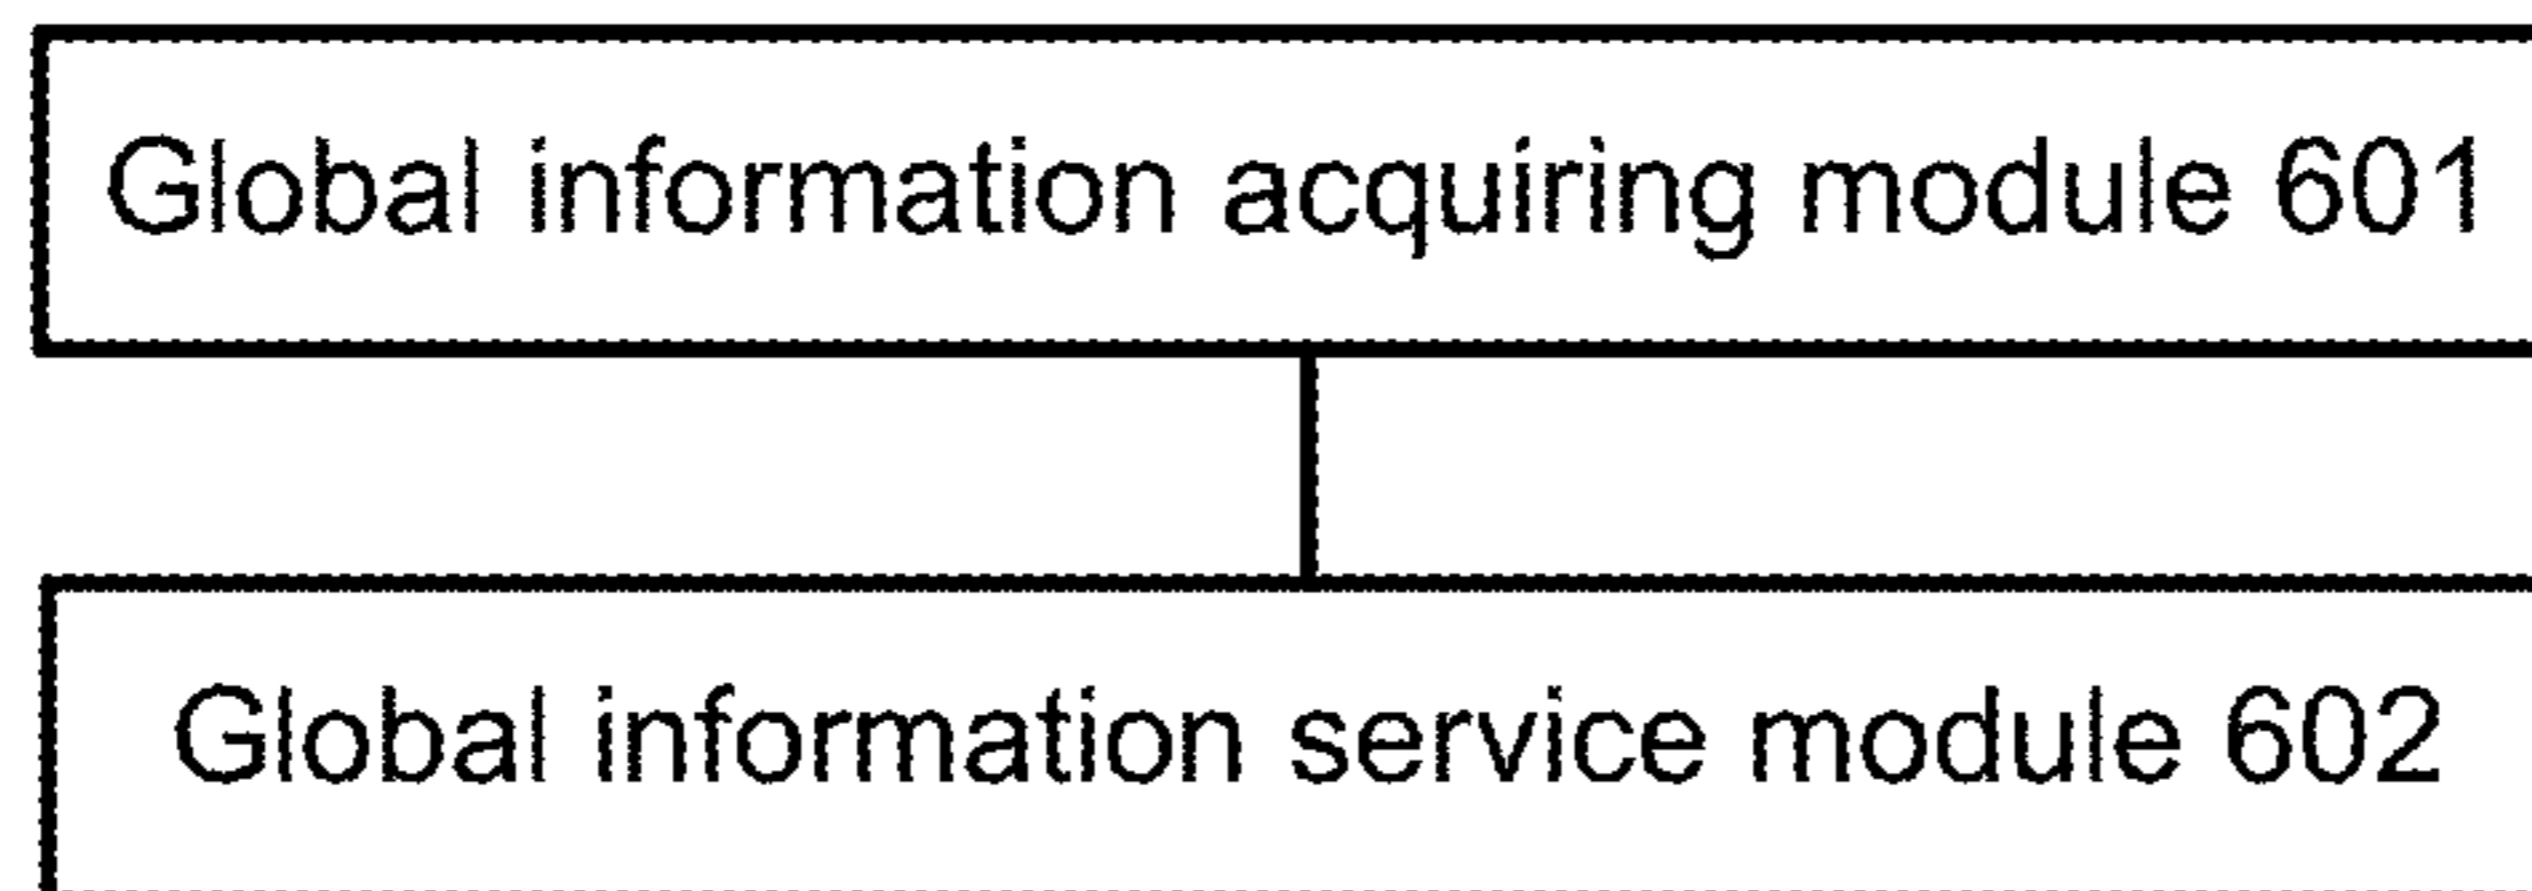 Global information acquiring module 601
Global information service module 602